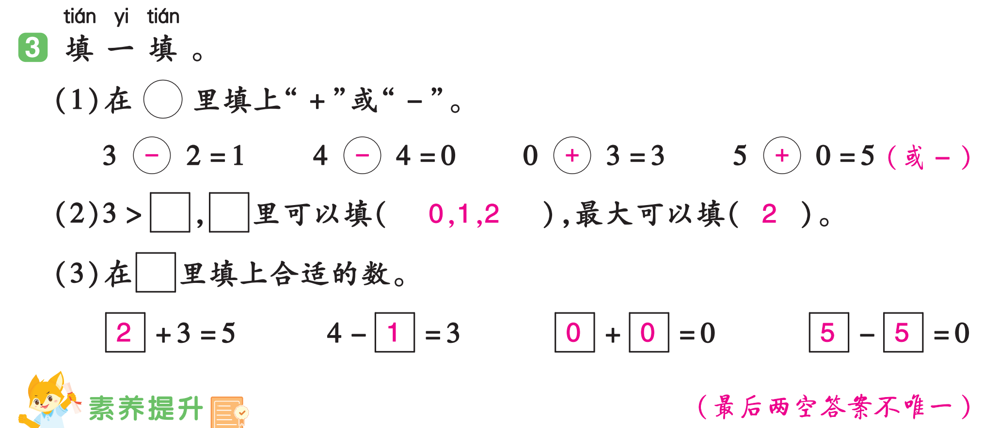 tián yi tián
3 填一填。
(1)在○里填上“+”或“-”。
3 - 2=1 4 - 4=0 0 + 3=3 5 + 0=5(或-)
(2)3>□,□里可以填( 0,1,2 ),最大可以填( 2 )。
(3)在□里填上合适的数。
2 +3=5 4- 1 =3 0 + 0 =0 5 - 5 =0
素养提升 (最后两空答案不唯一)